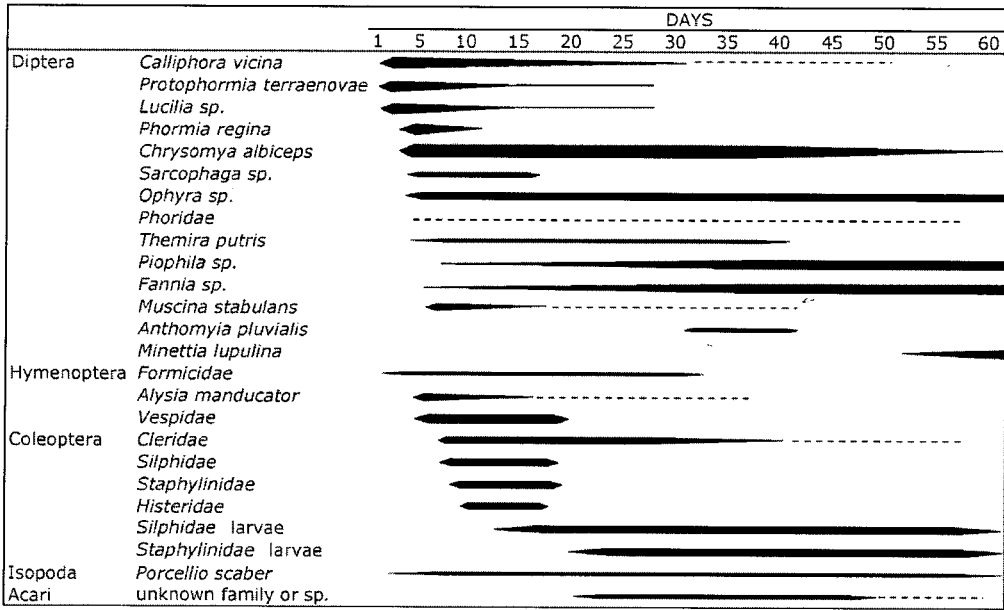 DAYS
1 5 10 15 20 25 30 35 40 45 50 55 60
Diptera Calliphora vicina
Protophormia terraenovae
Lucilia sp.
Phormia regina
Chrysomya albiceps
Sarcophaga sp.
Ophyra sp.
Phoridae
Themira putris
Piophila sp.
Fannia sp.
Muscina stabulans
Anthomyia pluvialis
Minettia lupulina
Hymenoptera Formicidae
Alysia manducator
Vespidae
Coleoptera Cleridae
Silphidae
Staphylinidae
Histeridae
Silphidae larvae
Staphylinidae larvae
Isopoda Porcellio scaber
Acari unknown family or sp.